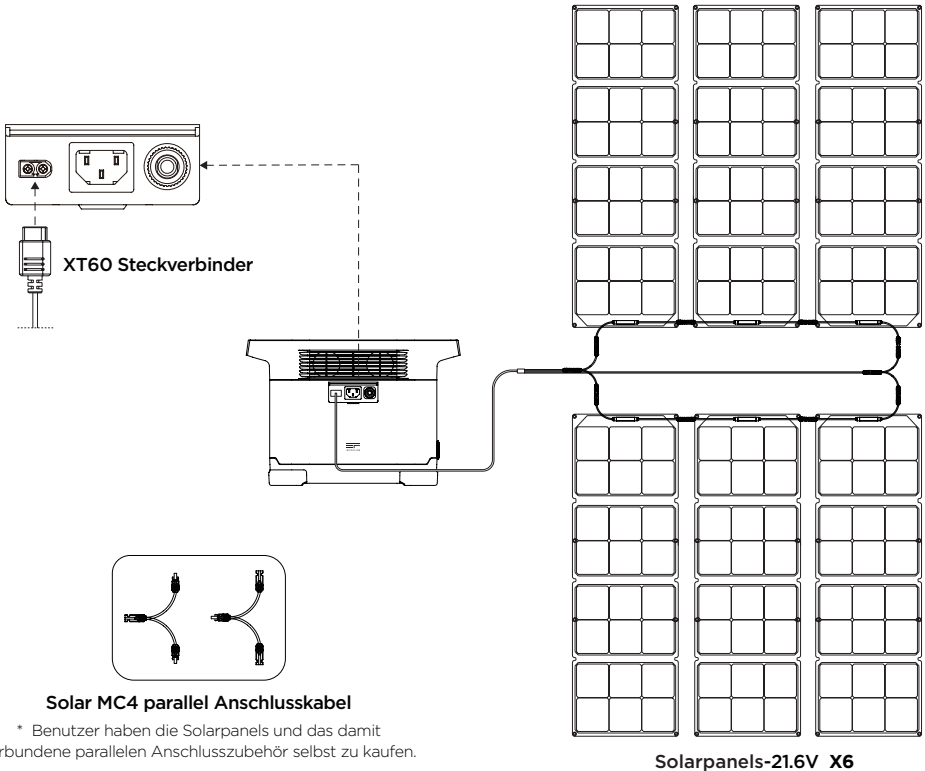 XT60 Steckverbinder
Solar MC4 parallel Anschlusskabel
* Benutzer haben die Solarpanels und das damit
rbundene parallelen Anschlusszubehör selbst zu kaufen.
Solarpanels-21.6V X6